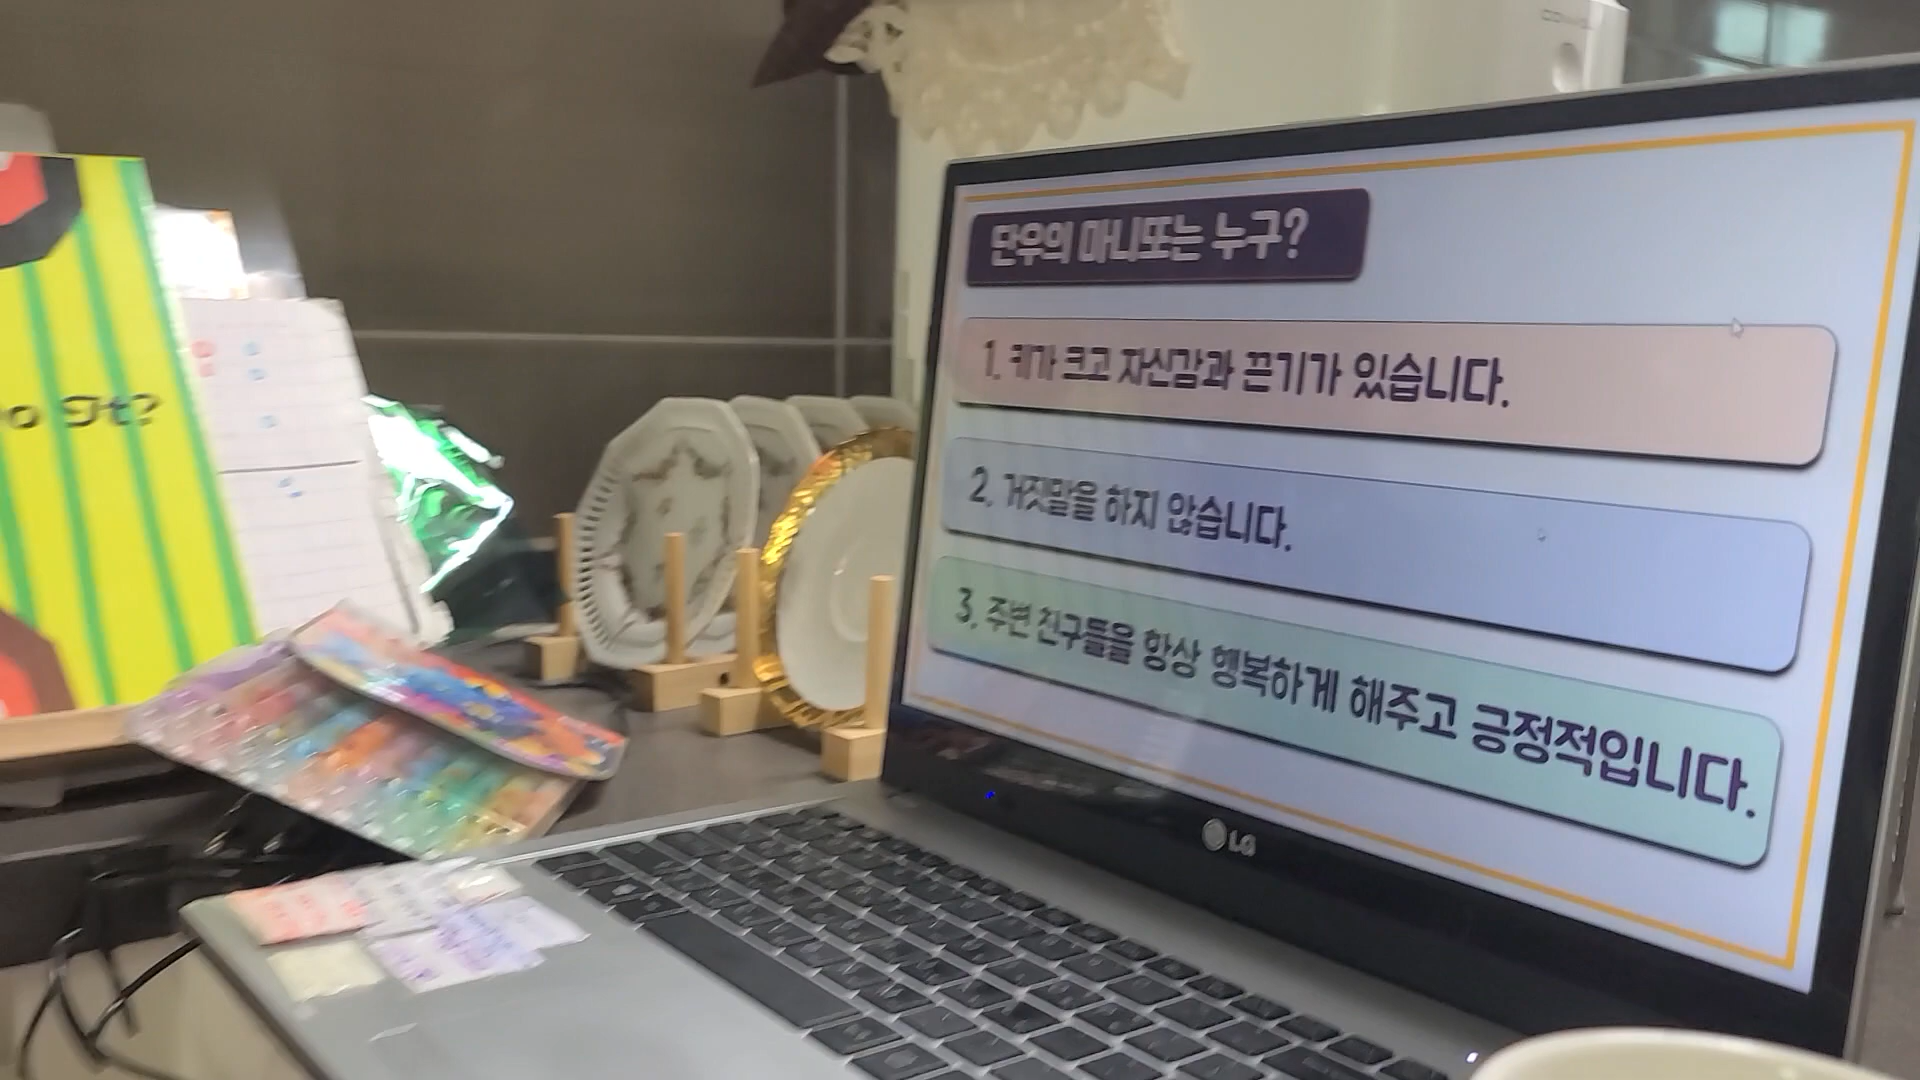 단우의 마니또는 누구?
1. 키가 크고 자신감과 끈기가 있습니다.
2. 거짓말을 하지 않습니다.
3. 주변 친구들을 항상 행복하게 해주고 긍정적입니다.
LG
It?